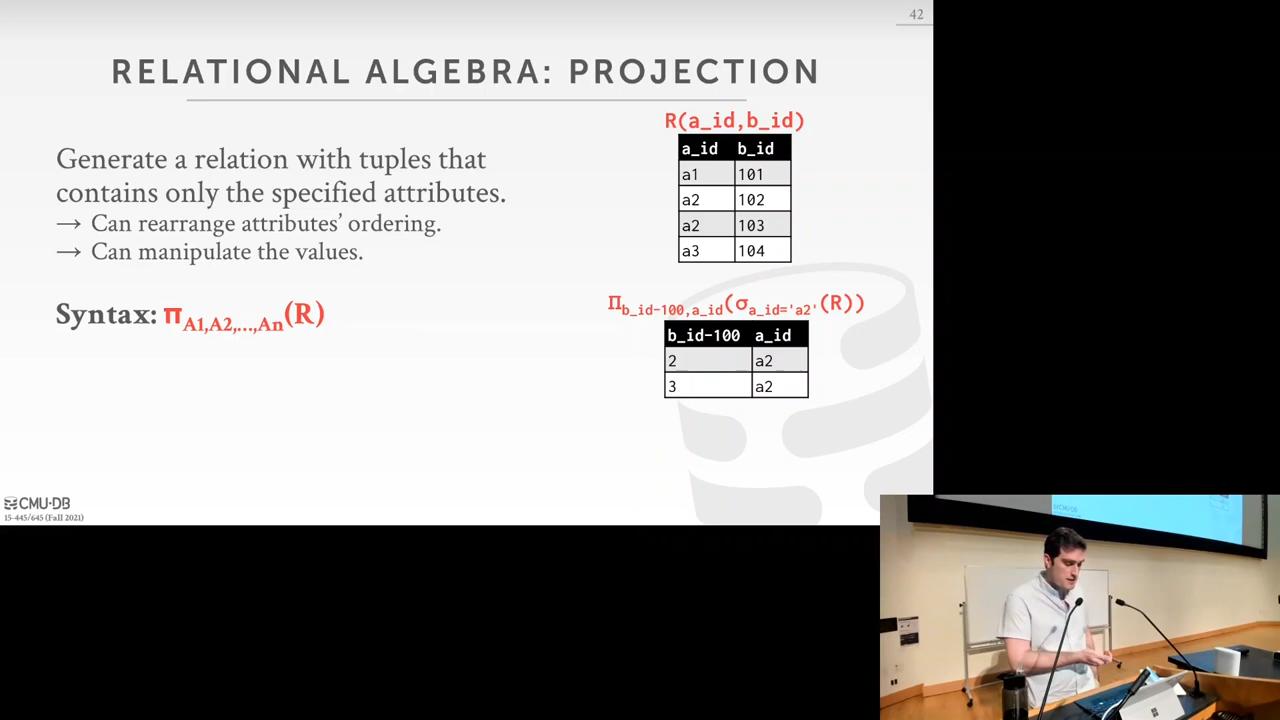 42
RELATIONAL ALGEBRA: PROJECTION
Generate a relation with tuples that
contains only the specified attributes.
→ Can rearrange attributes' ordering.
→ Can manipulate the values.
Syntax: πA1,A2,...,An(R)
R(a_id,b_id)
a_id b_id
a1 101
a2 102
a2 103
a3 104
Πb_id-100,a_id(σa_id='a2'(R))
b_id-100 a_id
2 a2
3 a2
CMU·DB
15-445/645 (Fall 2021)